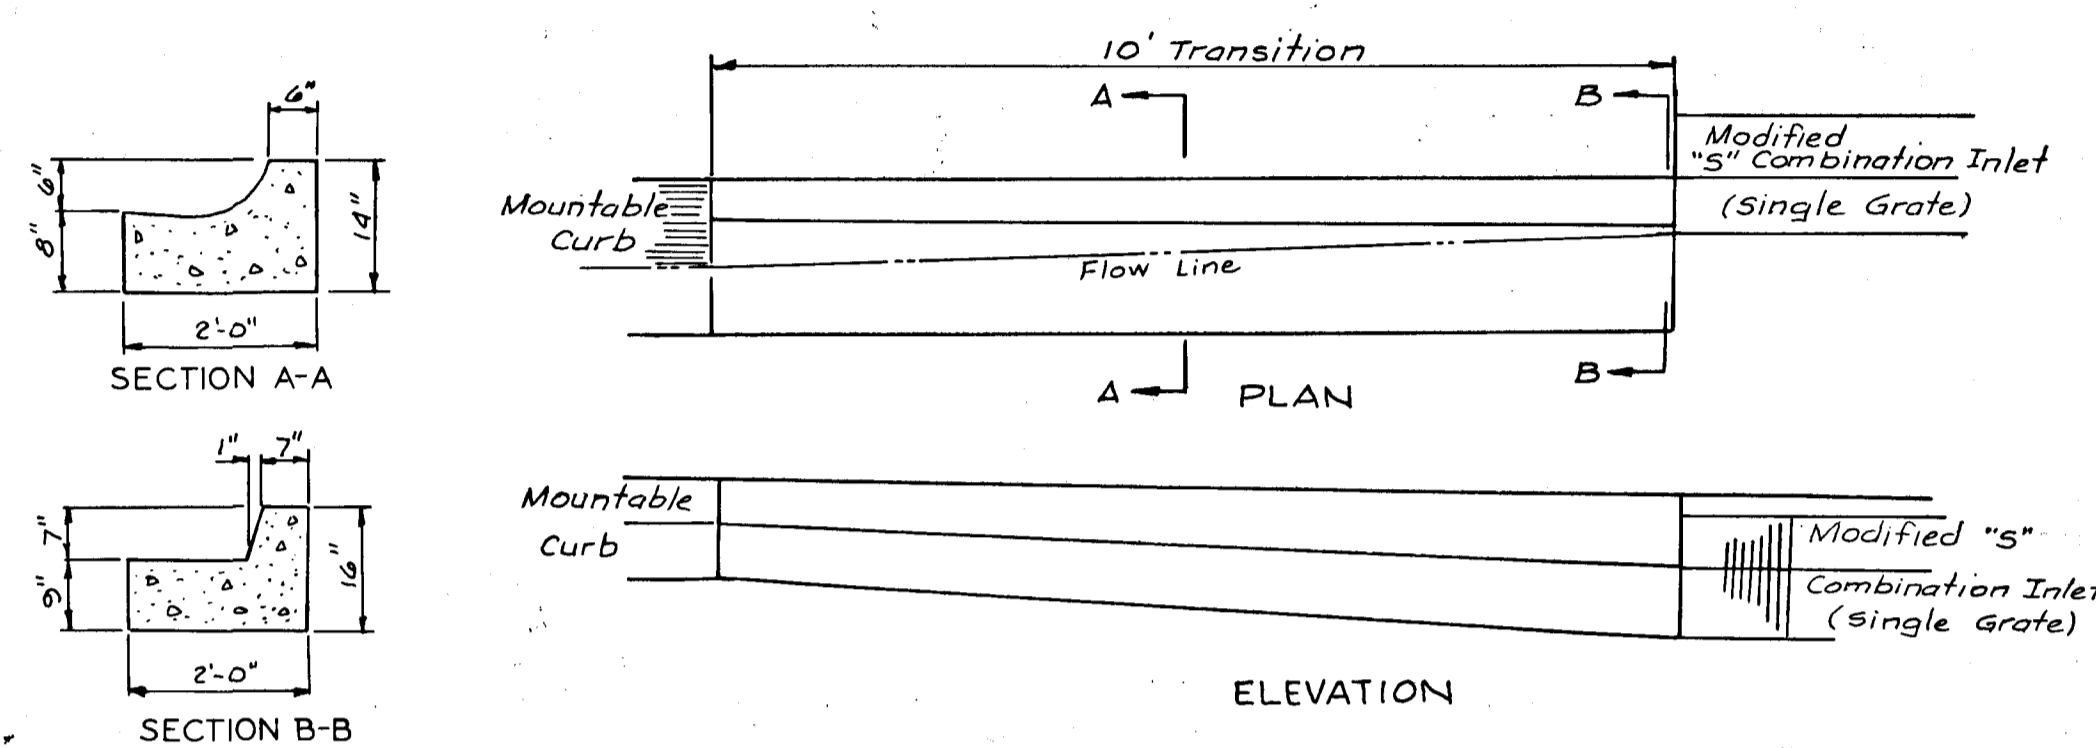 6"
6"
8"
14"
2'-0"
SECTION A-A
1"
7"
7"
9"
16"
2'-0"
SECTION B-B
10' Transition
A
B
Modified
"S" Combination Inlet
(Single Grate)
Mountable
Curb
Flow Line
A
B
PLAN
Mountable
Curb
Modified "S"
Combination Inlet
(Single Grate)
ELEVATION